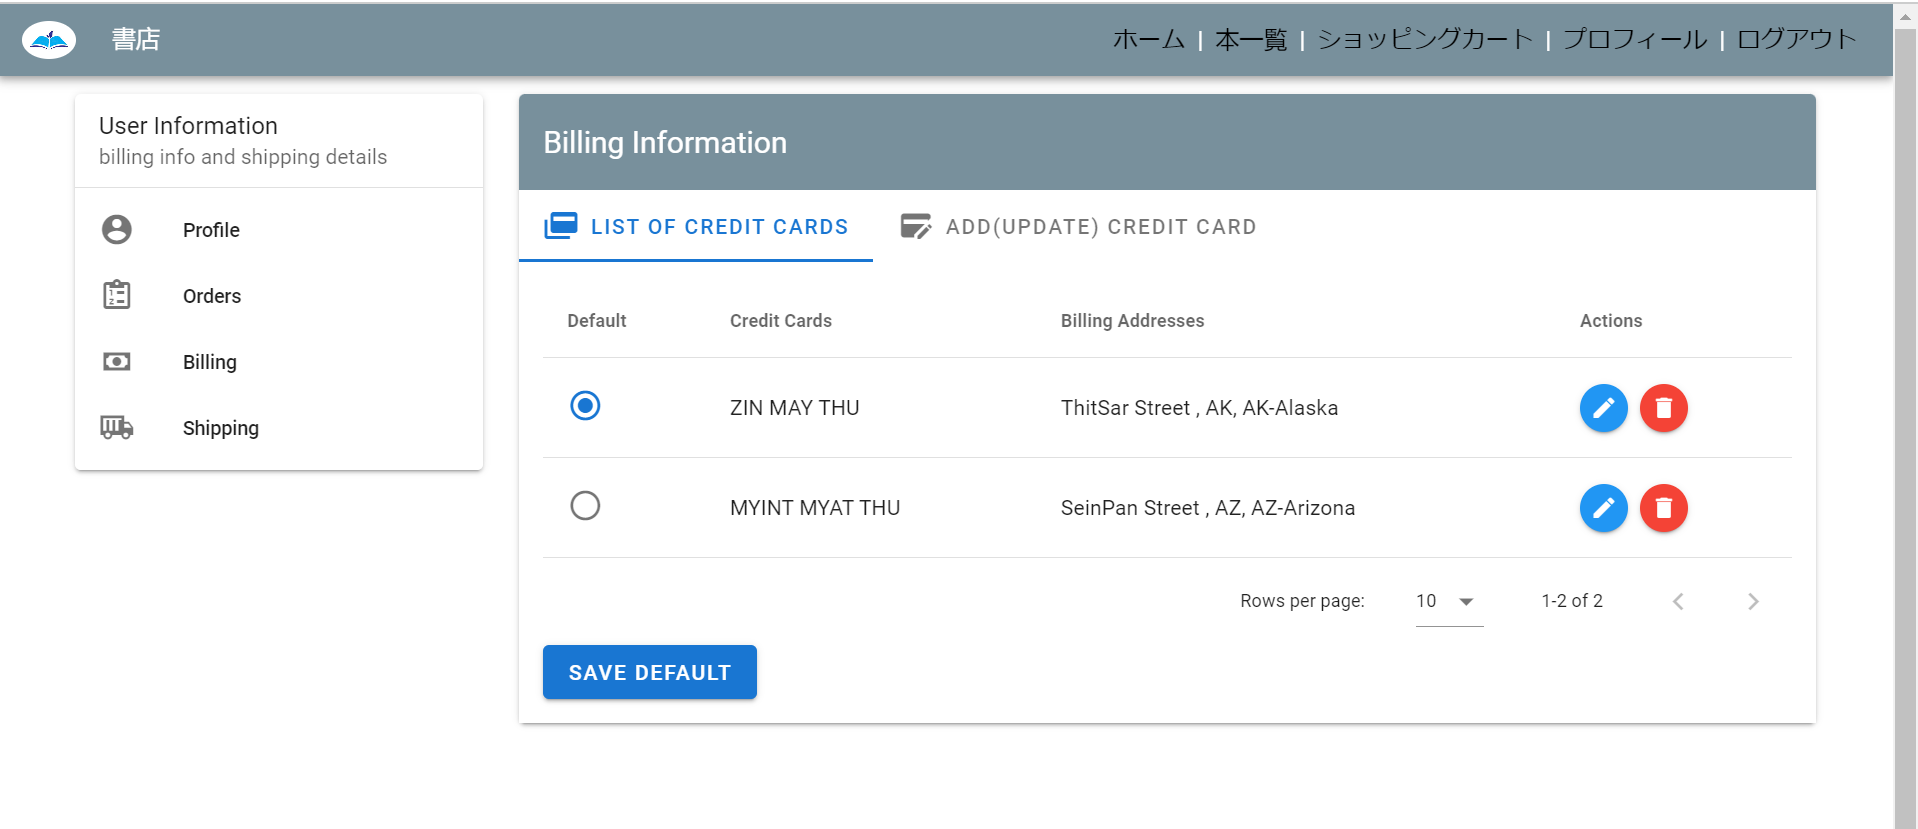 書店
ホーム | 本一覧 | ショッピングカート | プロフィール | ログアウト
User Information
billing info and shipping details
Profile
Orders
Billing
Shipping
Billing Information
LIST OF CREDIT CARDS
ADD(UPDATE) CREDIT CARD
Default Credit Cards Billing Addresses Actions
ZIN MAY THU ThitSar Street , AK, AK-Alaska
MYINT MYAT THU SeinPan Street , AZ, AZ-Arizona
Rows per page: 10 1-2 of 2
SAVE DEFAULT